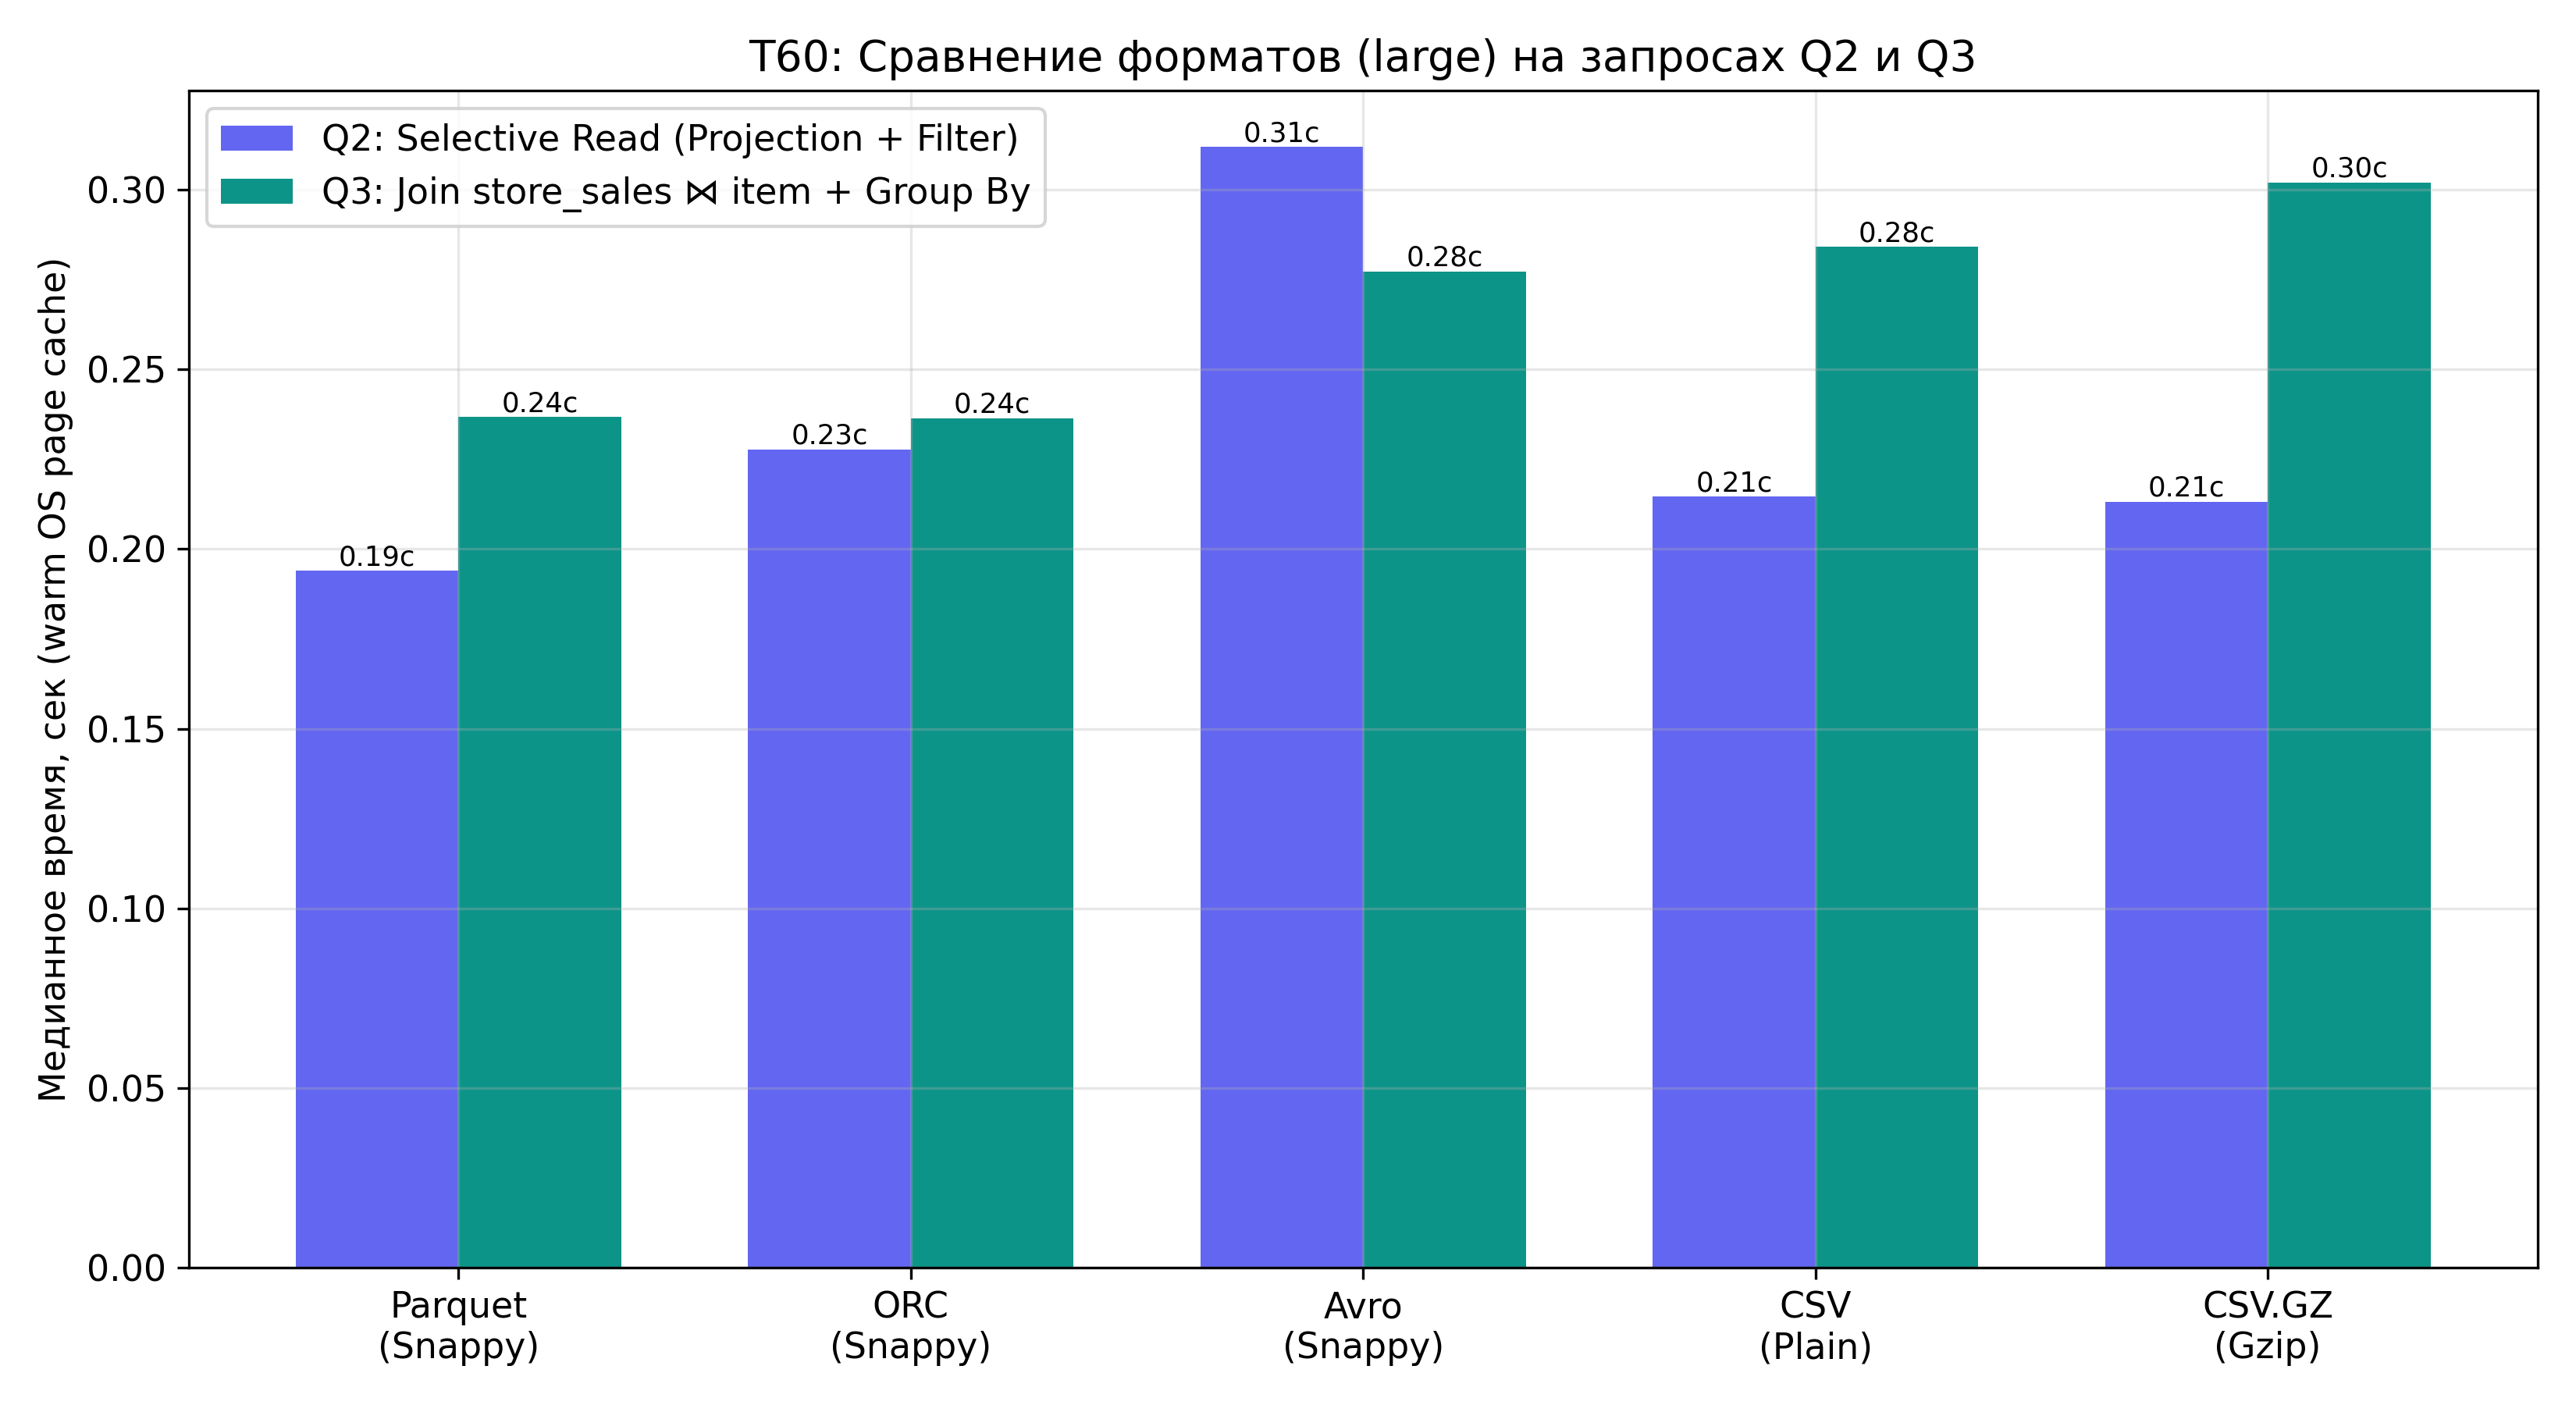 T60: Сравнение форматов (large) на запросах Q2 и Q3
Q2: Selective Read (Projection + Filter)
Q3: Join store_sales ⋈ item + Group By
Медианное время, сек (warm OS page cache)
0.30
0.25
0.20
0.15
0.10
0.05
0.00
0.19с
0.24с
0.23с
0.24с
0.31с
0.28с
0.21с
0.28с
0.21с
0.30с
Parquet
(Snappy)
ORC
(Snappy)
Avro
(Snappy)
CSV
(Plain)
CSV.GZ
(Gzip)